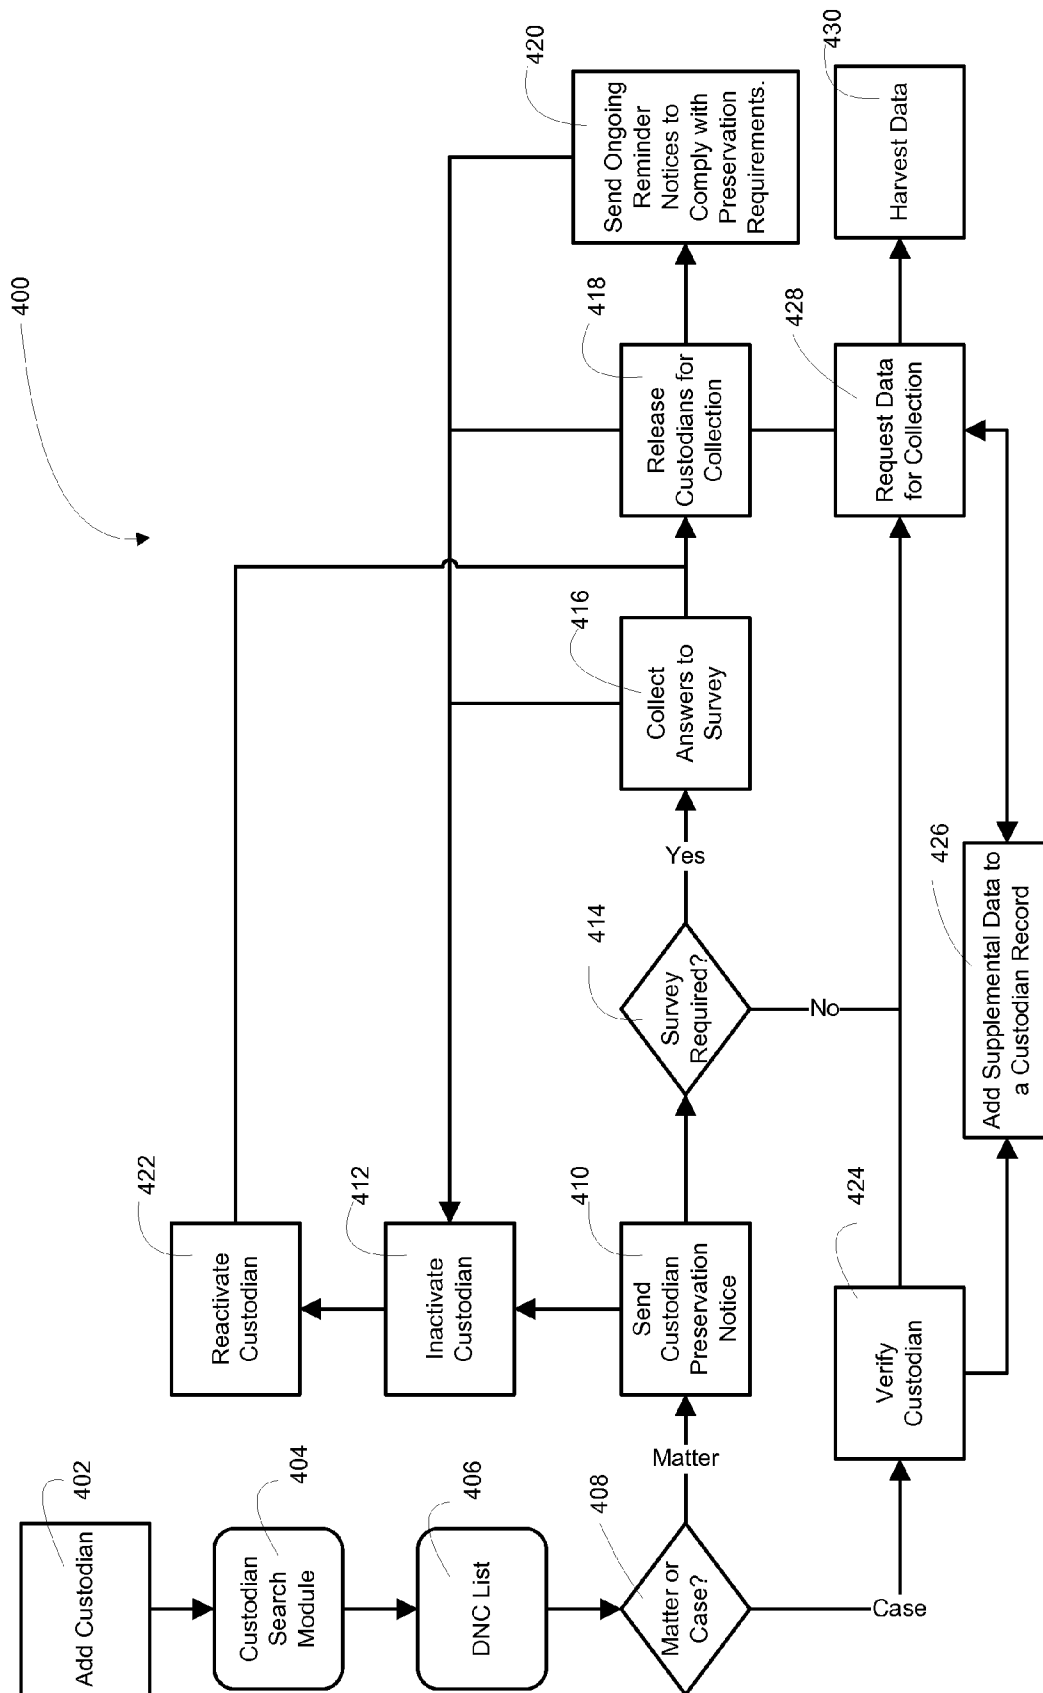 400
402
Add Custodian
404
Custodian
Search
Module
406
DNC List
408
Matter or
Case?
Matter
Case
410
Send
Custodian
Preservation
Notice
412
Inactivate
Custodian
422
Reactivate
Custodian
414
Survey
Required?
Yes
No
416
Collect
Answers to
Survey
418
Release
Custodians for
Collection
420
Send Ongoing
Reminder
Notices to
Comply with
Preservation
Requirements.
424
Verify
Custodian
426
Add Supplemental Data to
a Custodian Record
428
Request Data
for Collection
430
Harvest Data